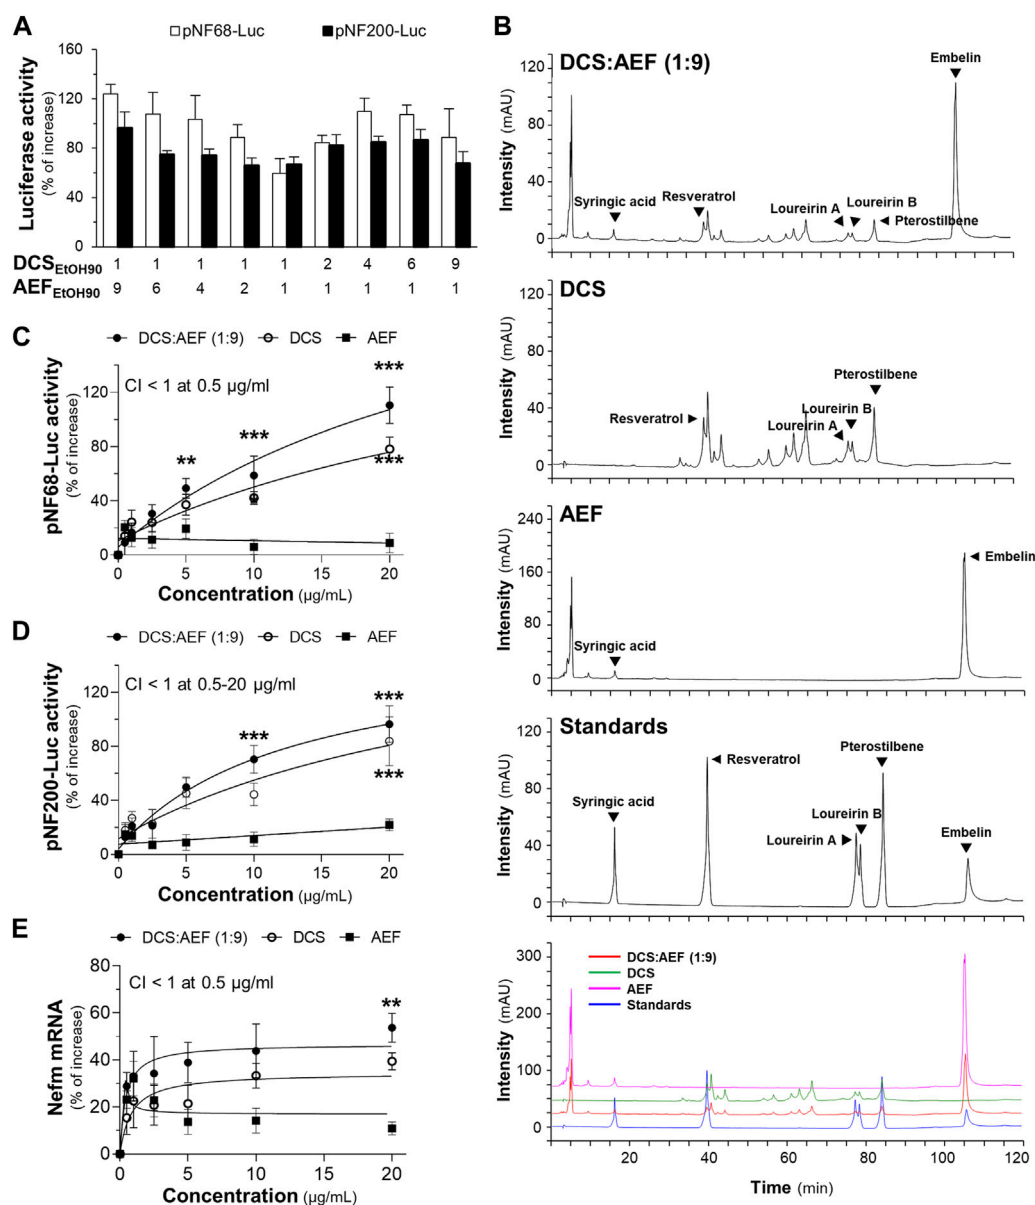 A
pNF68-Luc pNF200-Luc
Luciferase activity
(% of increase)
160
120
80
40
0
DCS EtOH90 1 1 1 1 1 2 4 6 9
AEF EtOH90 9 6 4 2 1 1 1 1 1
B
DCS:AEF (1:9)
Intensity (mAU)
120
80
40
0
Syringic acid
Resveratrol
Loureirin A
Loureirin B
Pterostilbene
Embelin
DCS
Intensity (mAU)
120
80
40
0
Resveratrol
Loureirin A
Loureirin B
Pterostilbene
AEF
Intensity (mAU)
240
160
80
0
Syringic acid
Embelin
Standards
Intensity (mAU)
120
80
40
0
Syringic acid
Resveratrol
Loureirin A
Loureirin B
Pterostilbene
Embelin
DCS:AEF (1:9)
DCS
AEF
Standards
Intensity (mAU)
300
200
100
0
20 40 60 80 100 120
Time (min)
C
DCS:AEF (1:9) DCS AEF
CI < 1 at 0.5 µg/ml
pNF68-Luc activity
(% of increase)
120
80
40
0
**
***
***
***
0 5 10 15 20
Concentration (µg/mL)
D
DCS:AEF (1:9) DCS AEF
CI < 1 at 0.5-20 µg/ml
pNF200-Luc activity
(% of increase)
120
80
40
0
***
***
***
0 5 10 15 20
Concentration (µg/mL)
E
DCS:AEF (1:9) DCS AEF
CI < 1 at 0.5 µg/ml
Nefm mRNA
(% of increase)
80
60
40
20
0
**
0 5 10 15 20
Concentration (µg/mL)